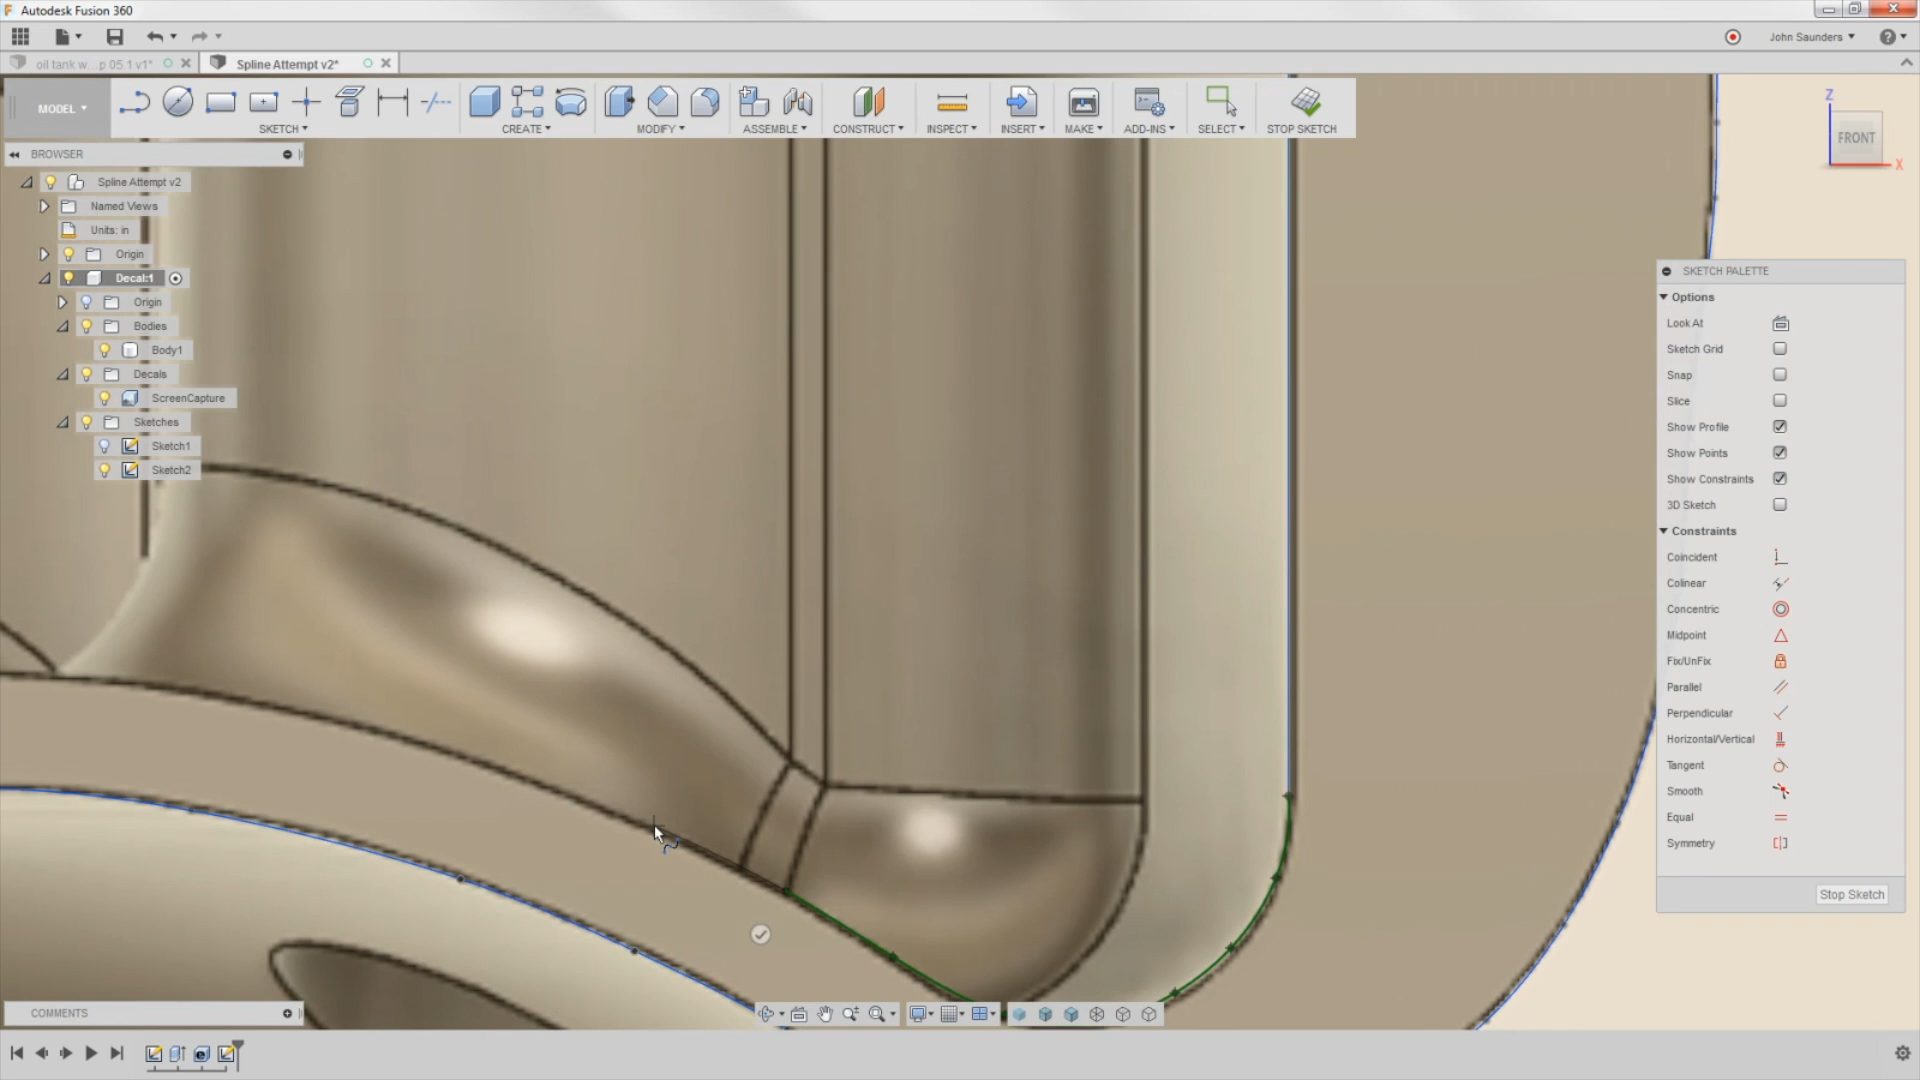 Autodesk Fusion 360
John Saunders
oil tank w...p 05.1 v1*
Spline Attempt v2*
MODEL
SKETCH
CREATE
MODIFY
ASSEMBLE
CONSTRUCT
INSPECT
INSERT
MAKE
ADD-INS
SELECT
STOP SKETCH
Z
FRONT
X
BROWSER
Spline Attempt v2
Named Views
Units: in
Origin
Decal:1
Origin
Bodies
Body1
Decals
ScreenCapture
Sketches
Sketch1
Sketch2
SKETCH PALETTE
Options
Look At
Sketch Grid
Snap
Slice
Show Profile
Show Points
Show Constraints
3D Sketch
Constraints
Coincident
Colinear
Concentric
Midpoint
Fix/UnFix
Parallel
Perpendicular
Horizontal/Vertical
Tangent
Smooth
Equal
Symmetry
Stop Sketch
COMMENTS